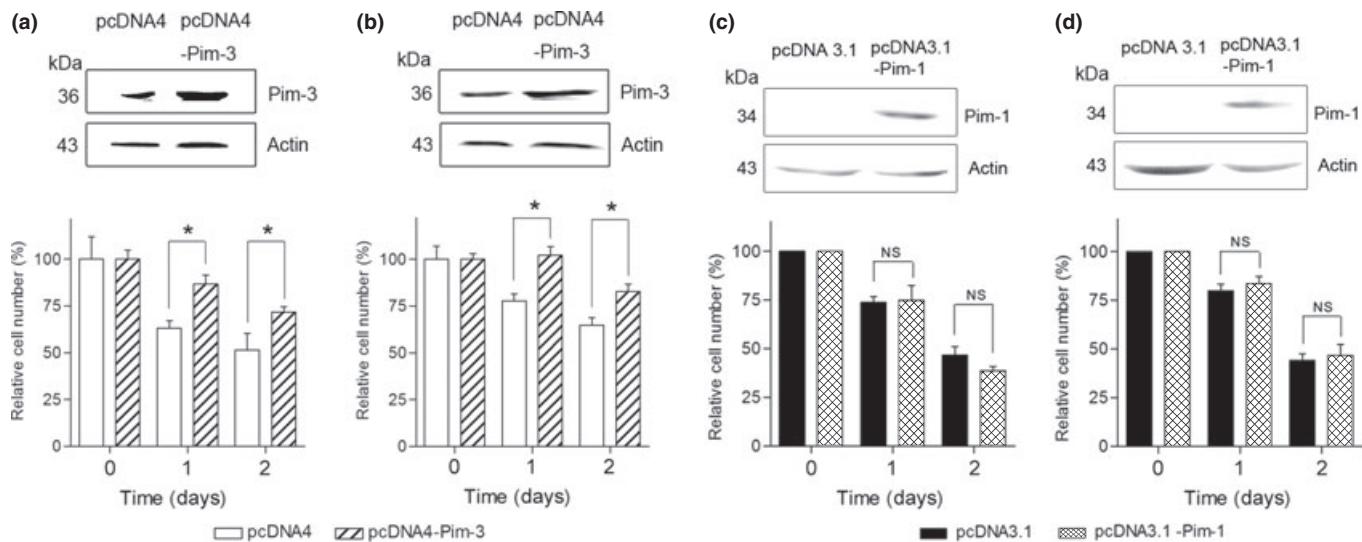 (a)
pcDNA4 pcDNA4
-Pim-3
kDa
36 Pim-3
43 Actin
Relative cell number (%)
100
75
50
25
0
* *
0 1 2
Time (days)
(b)
pcDNA4 pcDNA4
-Pim-3
kDa
36 Pim-3
43 Actin
Relative cell number (%)
100
75
50
25
0
* *
0 1 2
Time (days)
pcDNA4 pcDNA4-Pim-3
(c)
pcDNA 3.1 pcDNA3.1
-Pim-1
kDa
34 Pim-1
43 Actin
Relative cell number (%)
100
75
50
25
0
NS NS
0 1 2
Time (days)
(d)
pcDNA 3.1 pcDNA3.1
-Pim-1
kDa
34 Pim-1
43 Actin
Relative cell number (%)
100
75
50
25
0
NS NS
0 1 2
Time (days)
pcDNA3.1 pcDNA3.1 -Pim-1